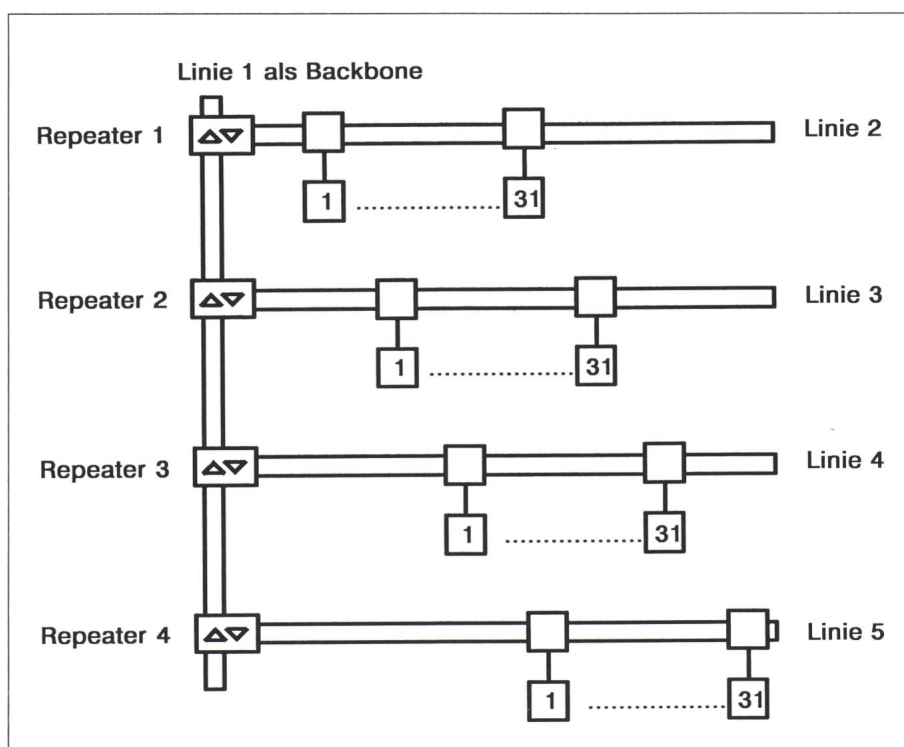 Linie 1 als Backbone
Repeater 1
Linie 2
1
31
Repeater 2
Linie 3
1
31
Repeater 3
Linie 4
1
31
Repeater 4
Linie 5
1
31